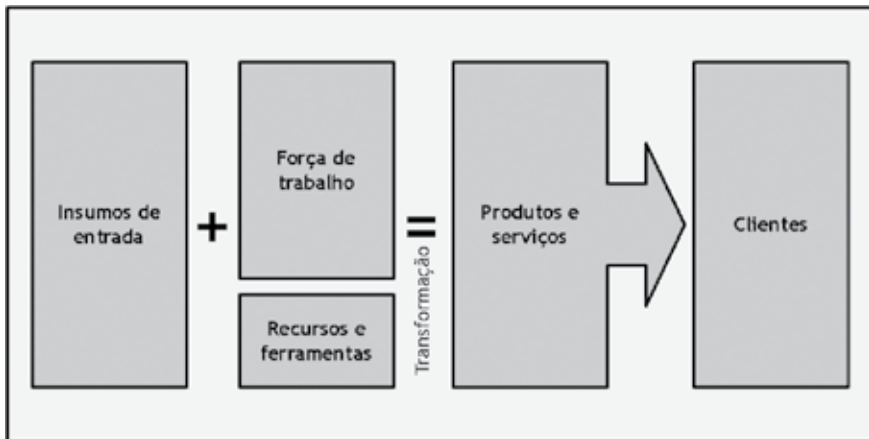 Insumos de
entrada
+
Força de
trabalho
Recursos e
ferramentas
=
Transformação
Produtos e
serviços
Clientes